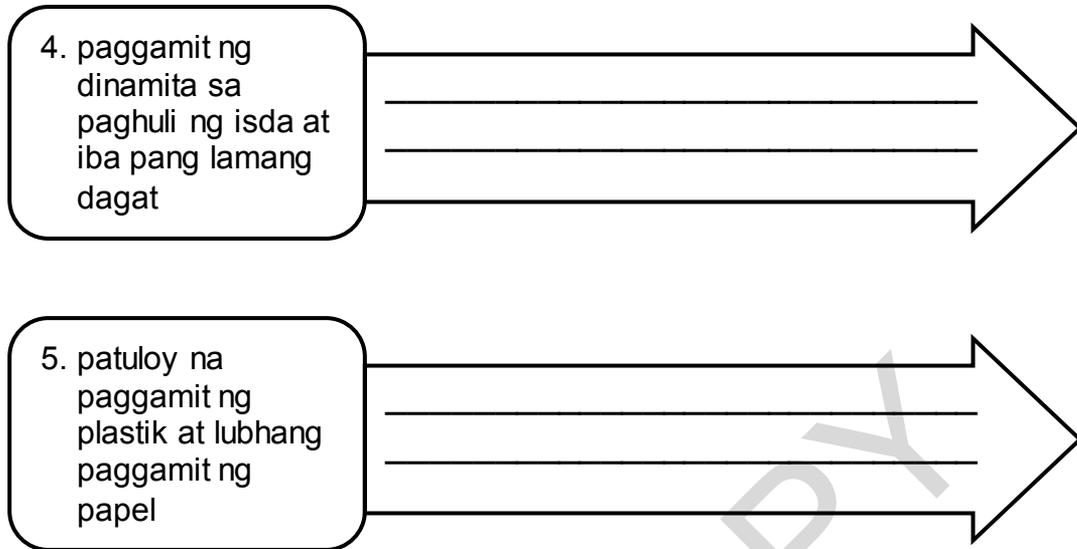 4. paggamit ng
dinamita sa
paghuli ng isda at
iba pang lamang
dagat
5. patuloy na
paggamit ng
plastik at lubhang
paggamit ng
papel
PY